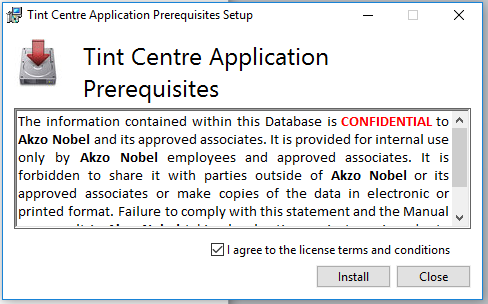 Tint Centre Application Prerequisites Setup
Tint Centre Application
Prerequisites
The information contained within this Database is CONFIDENTIAL to
Akzo Nobel and its approved associates. It is provided for internal use
only by Akzo Nobel employees and approved associates. It is
forbidden to share it with parties outside of Akzo Nobel or its
approved associates or make copies of the data in electronic or
printed format. Failure to comply with this statement and the Manual
I agree to the license terms and conditions
Install
Close